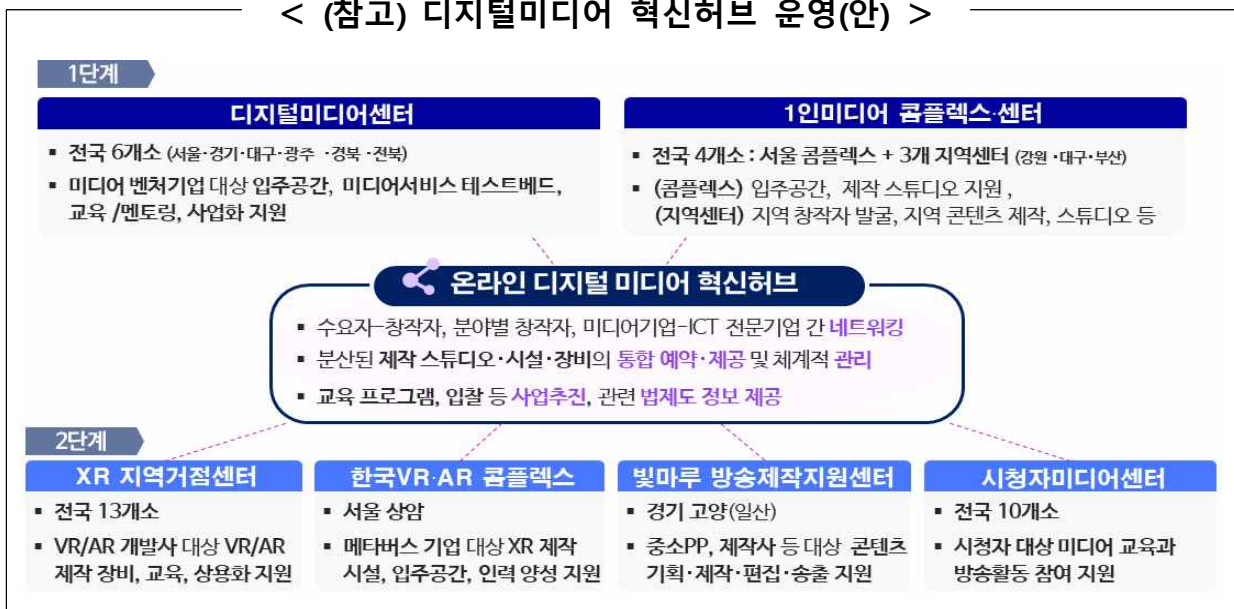 < (참고) 디지털미디어 혁신허브 운영(안) >
1단계
디지털미디어센터
▪ 전국 6개소 (서울·경기·대구·광주 ·경북 ·전북)
▪ 미디어 벤처기업 대상 입주공간, 미디어서비스 테스트베드,
교육 /멘토링, 사업화 지원
1인미디어 콤플렉스·센터
▪ 전국 4개소 : 서울 콤플렉스 + 3개 지역센터 (강원 ·대구·부산)
▪ (콤플렉스) 입주공간, 제작 스튜디오 지원 ,
(지역센터) 지역 창작자 발굴, 지역 콘텐츠 제작, 스튜디오 등
온라인 디지털 미디어 혁신허브
▪ 수요자-창작자, 분야별 창작자, 미디어기업-ICT 전문기업 간 네트워킹
▪ 분산된 제작 스튜디오·시설·장비의 통합 예약·제공 및 체계적 관리
▪ 교육 프로그램, 입찰 등 사업추진, 관련 법제도 정보 제공
2단계
XR 지역거점센터
▪ 전국 13개소
▪ VR/AR 개발사 대상 VR/AR
제작 장비, 교육, 상용화 지원
한국VR·AR 콤플렉스
▪ 서울 상암
▪ 메타버스 기업 대상 XR 제작
시설, 입주공간, 인력 양성 지원
빛마루 방송제작지원센터
▪ 경기 고양(일산)
▪ 중소PP, 제작사 등 대상 콘텐츠
기획·제작·편집·송출 지원
시청자미디어센터
▪ 전국 10개소
▪ 시청자 대상 미디어 교육과
방송활동 참여 지원